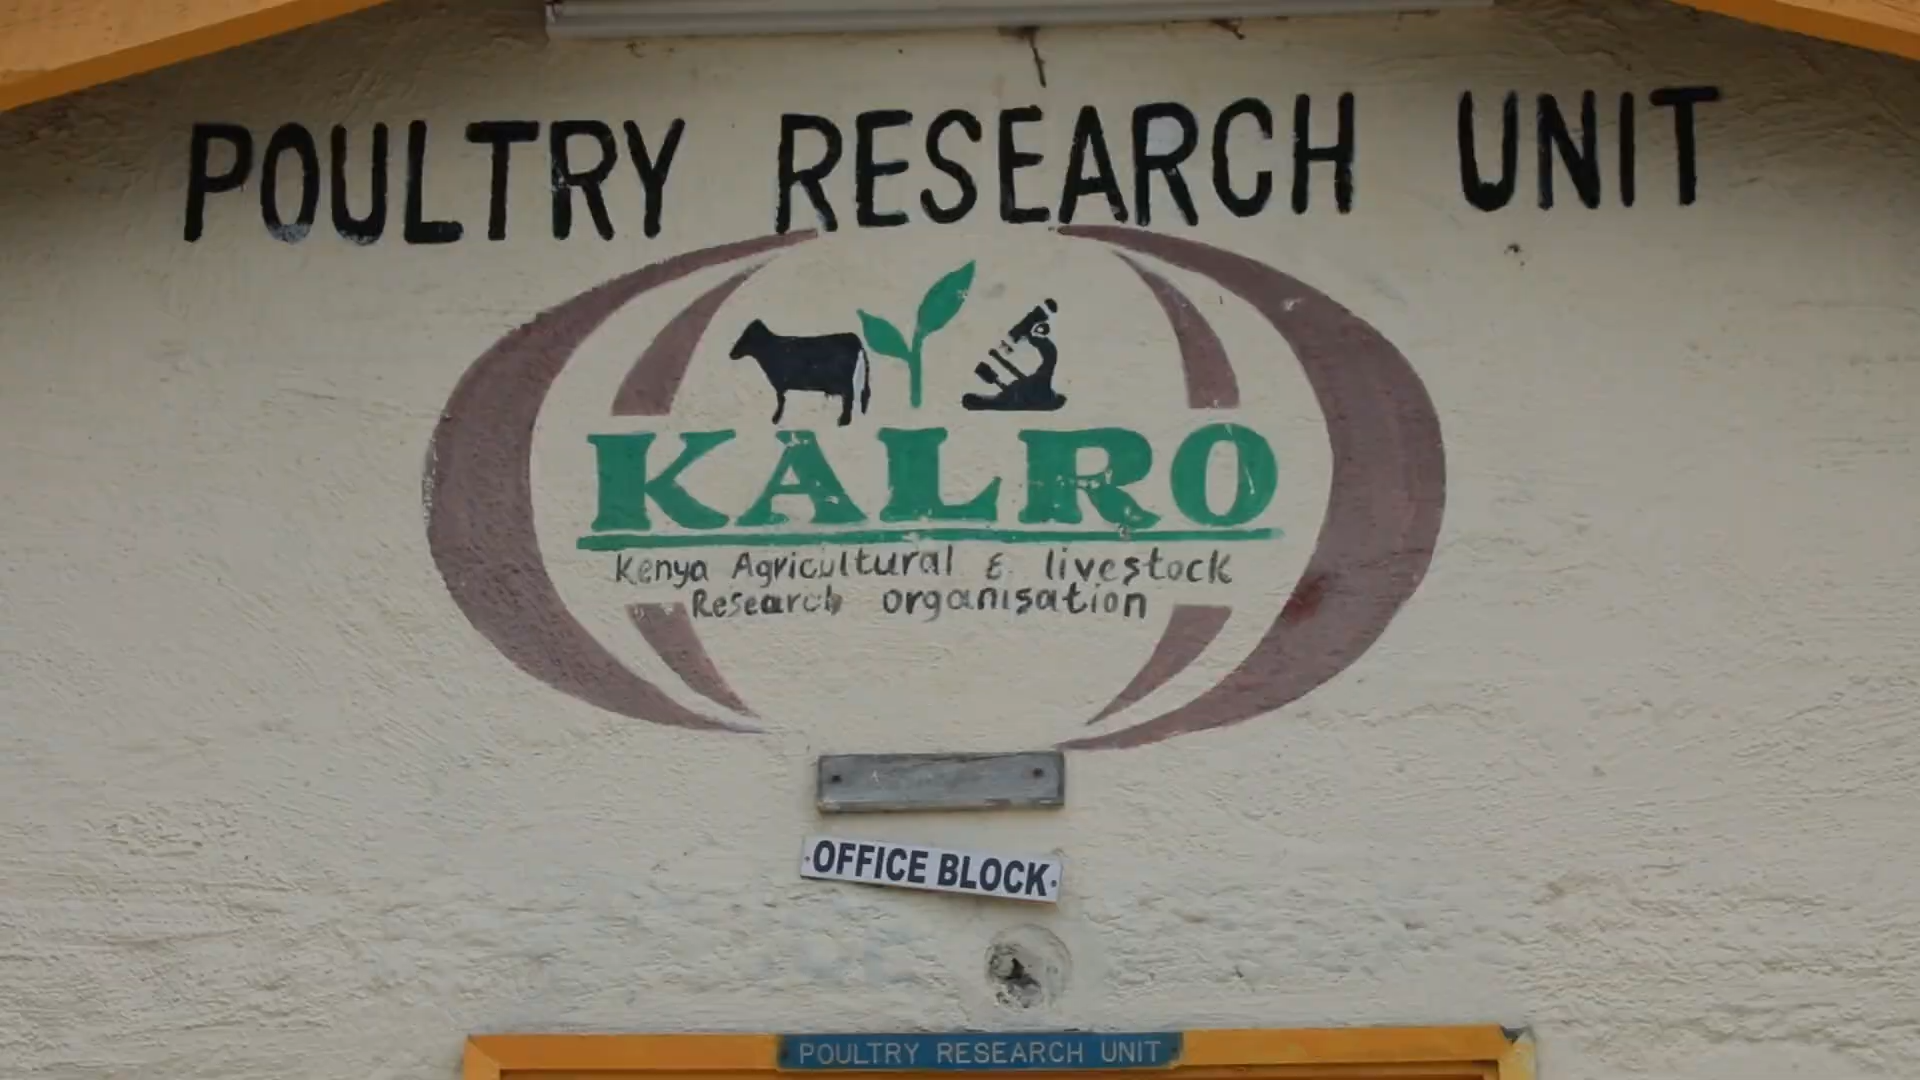 POULTRY RESEARCH UNIT
KALRO
Kenya Agricultural & livestock
Research organisation
OFFICE BLOCK
POULTRY RESEARCH UNIT